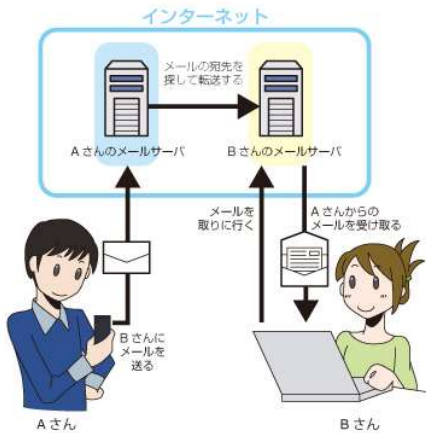 インターネット
メールの宛先を
探して転送する
Aさんのメールサーバ
Bさんのメールサーバ
メールを
取りに行く
Aさんからの
メールを受け取る
Bさんに
メールを
送る
Aさん
Bさん